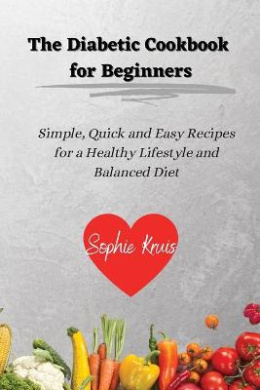 The Diabetic Cookbook
for Beginners
Simple, Quick and Easy Recipes
for a Healthy Lifestyle and
Balanced Diet
Sophie Kruis